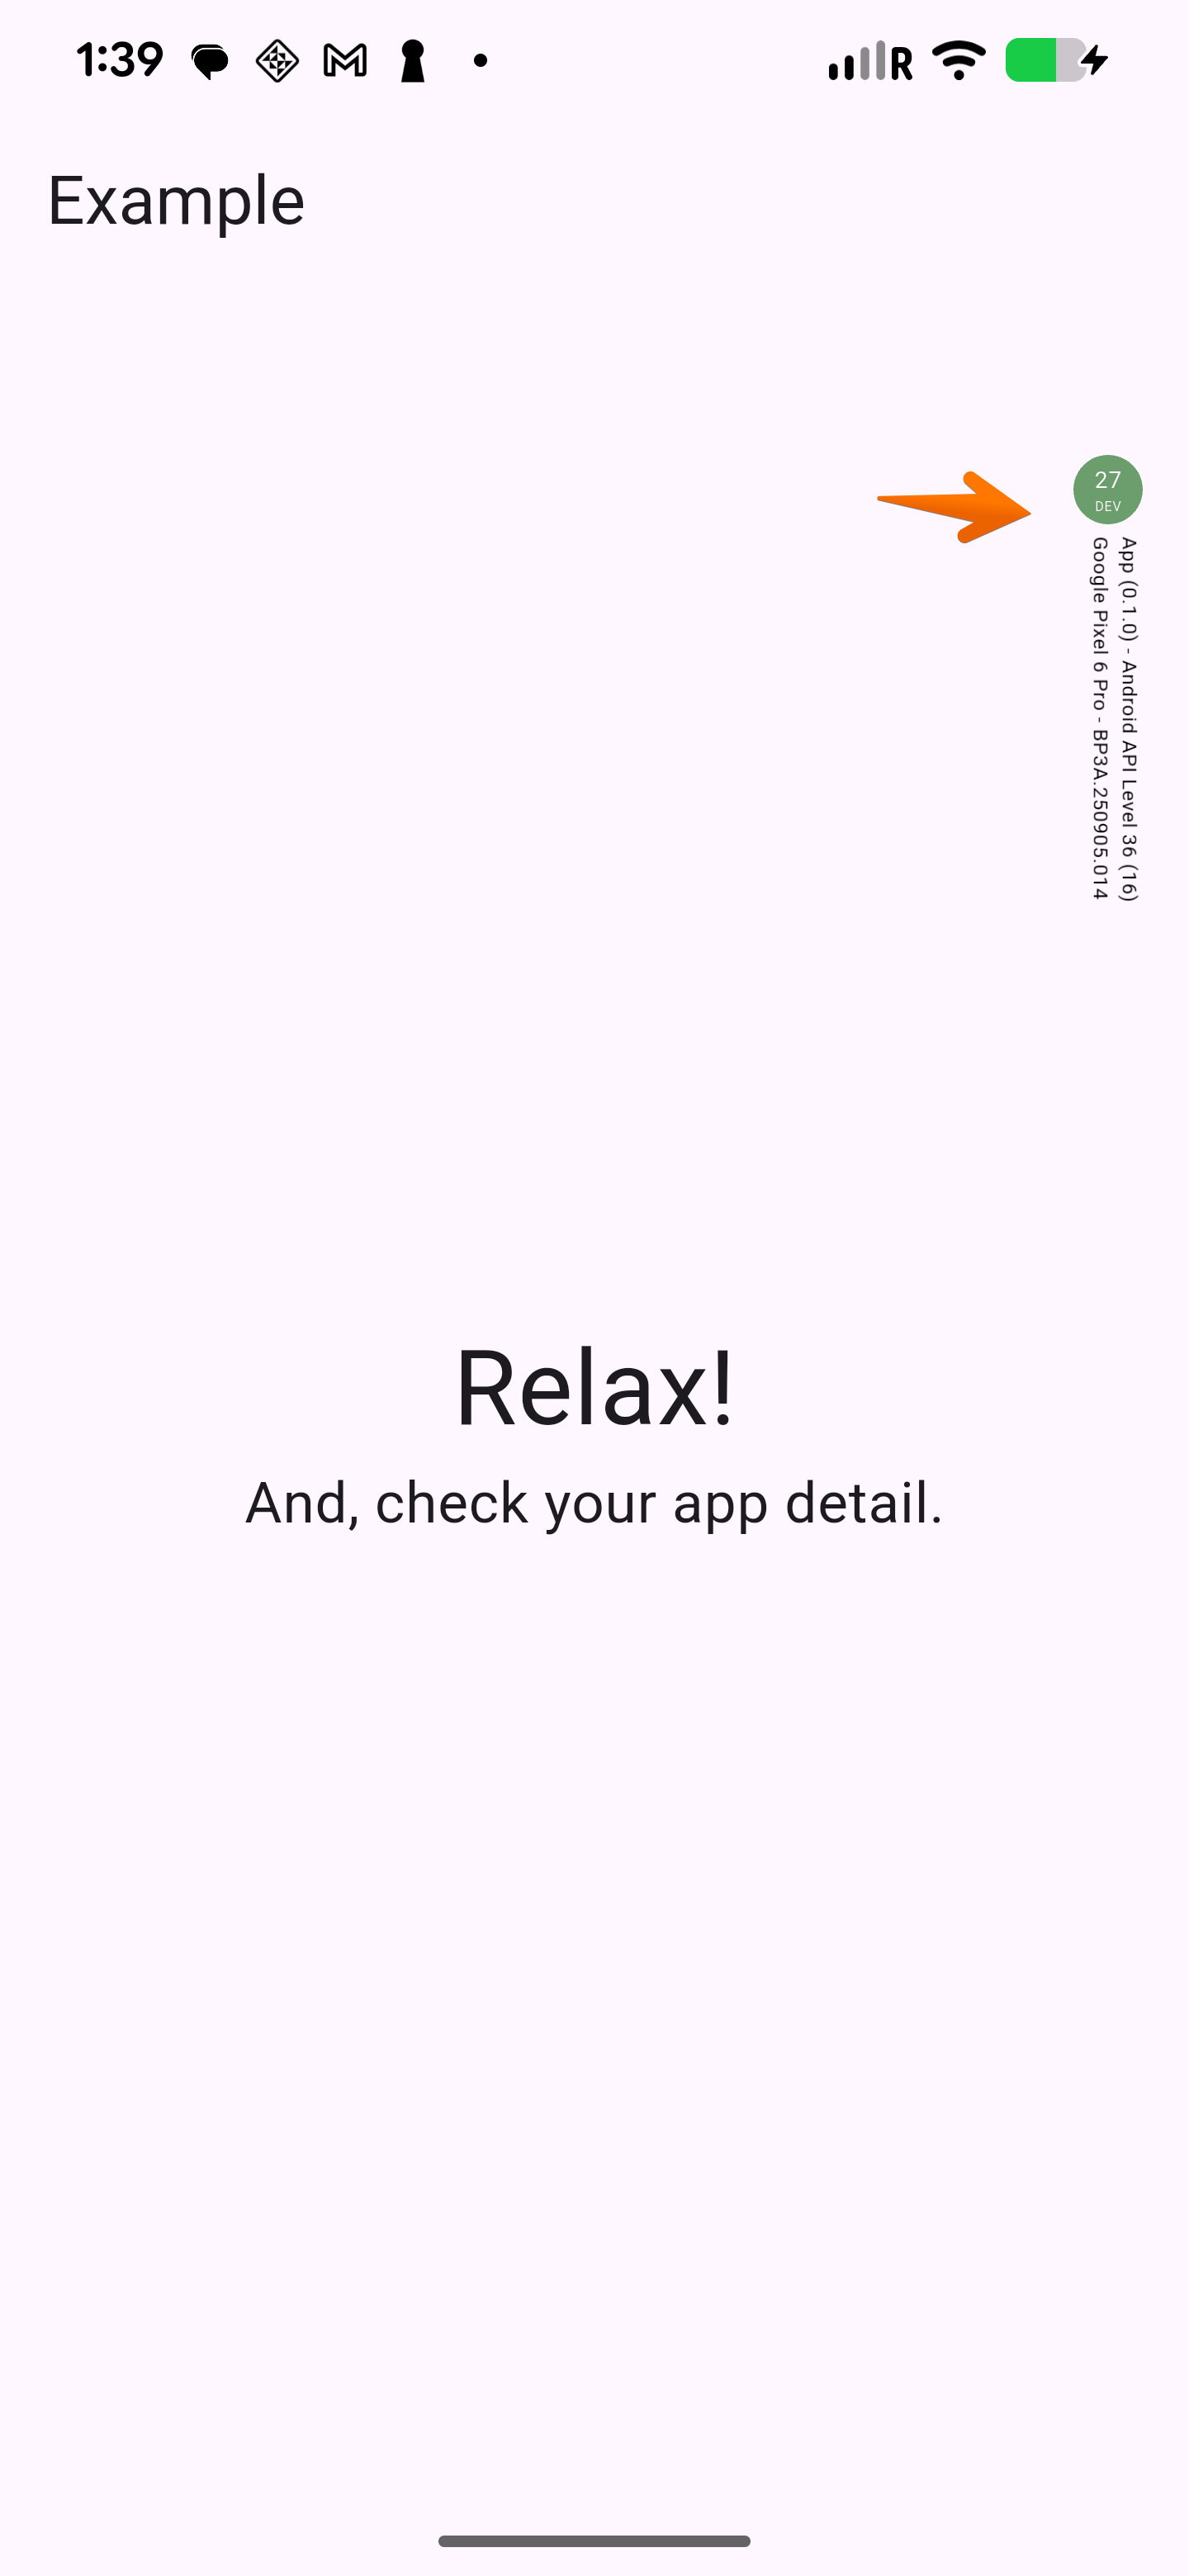 1:39
R
Example
27
DEV
App (0.1.0) - Android API Level 36 (16)
Google Pixel 6 Pro - BP3A.250905.014
Relax!
And, check your app detail.